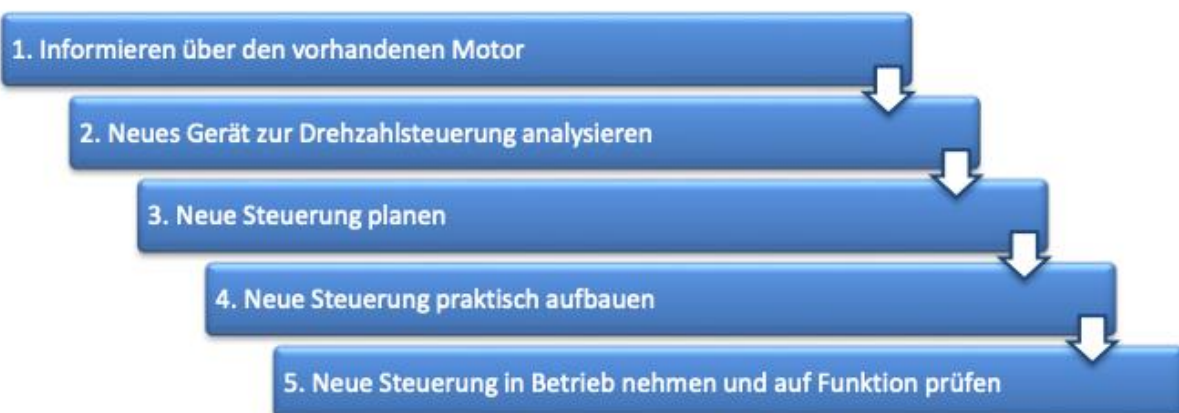 1. Informieren über den vorhandenen Motor
2. Neues Gerät zur Drehzahlsteuerung analysieren
3. Neue Steuerung planen
4. Neue Steuerung praktisch aufbauen
5. Neue Steuerung in Betrieb nehmen und auf Funktion prüfen